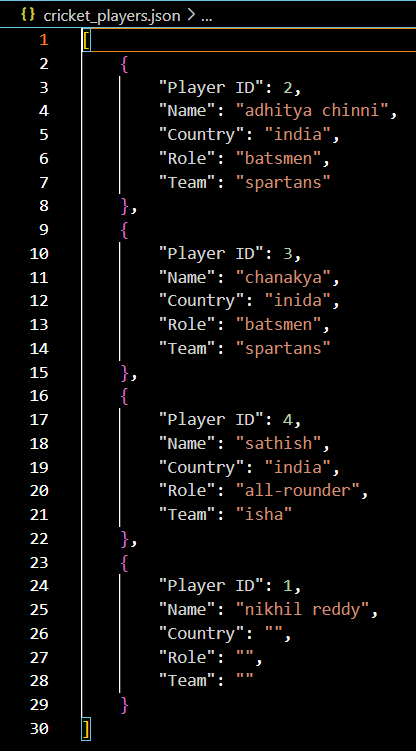 {} cricket_players.json > ...
1 [
2 {
3 "Player ID": 2,
4 "Name": "adhitya chinni",
5 "Country": "india",
6 "Role": "batsmen",
7 "Team": "spartans"
8 },
9 {
10 "Player ID": 3,
11 "Name": "chanakya",
12 "Country": "inida",
13 "Role": "batsmen",
14 "Team": "spartans"
15 },
16 {
17 "Player ID": 4,
18 "Name": "sathish",
19 "Country": "india",
20 "Role": "all-rounder",
21 "Team": "isha"
22 },
23 {
24 "Player ID": 1,
25 "Name": "nikhil reddy",
26 "Country": "",
27 "Role": "",
28 "Team": ""
29 }
30 ]